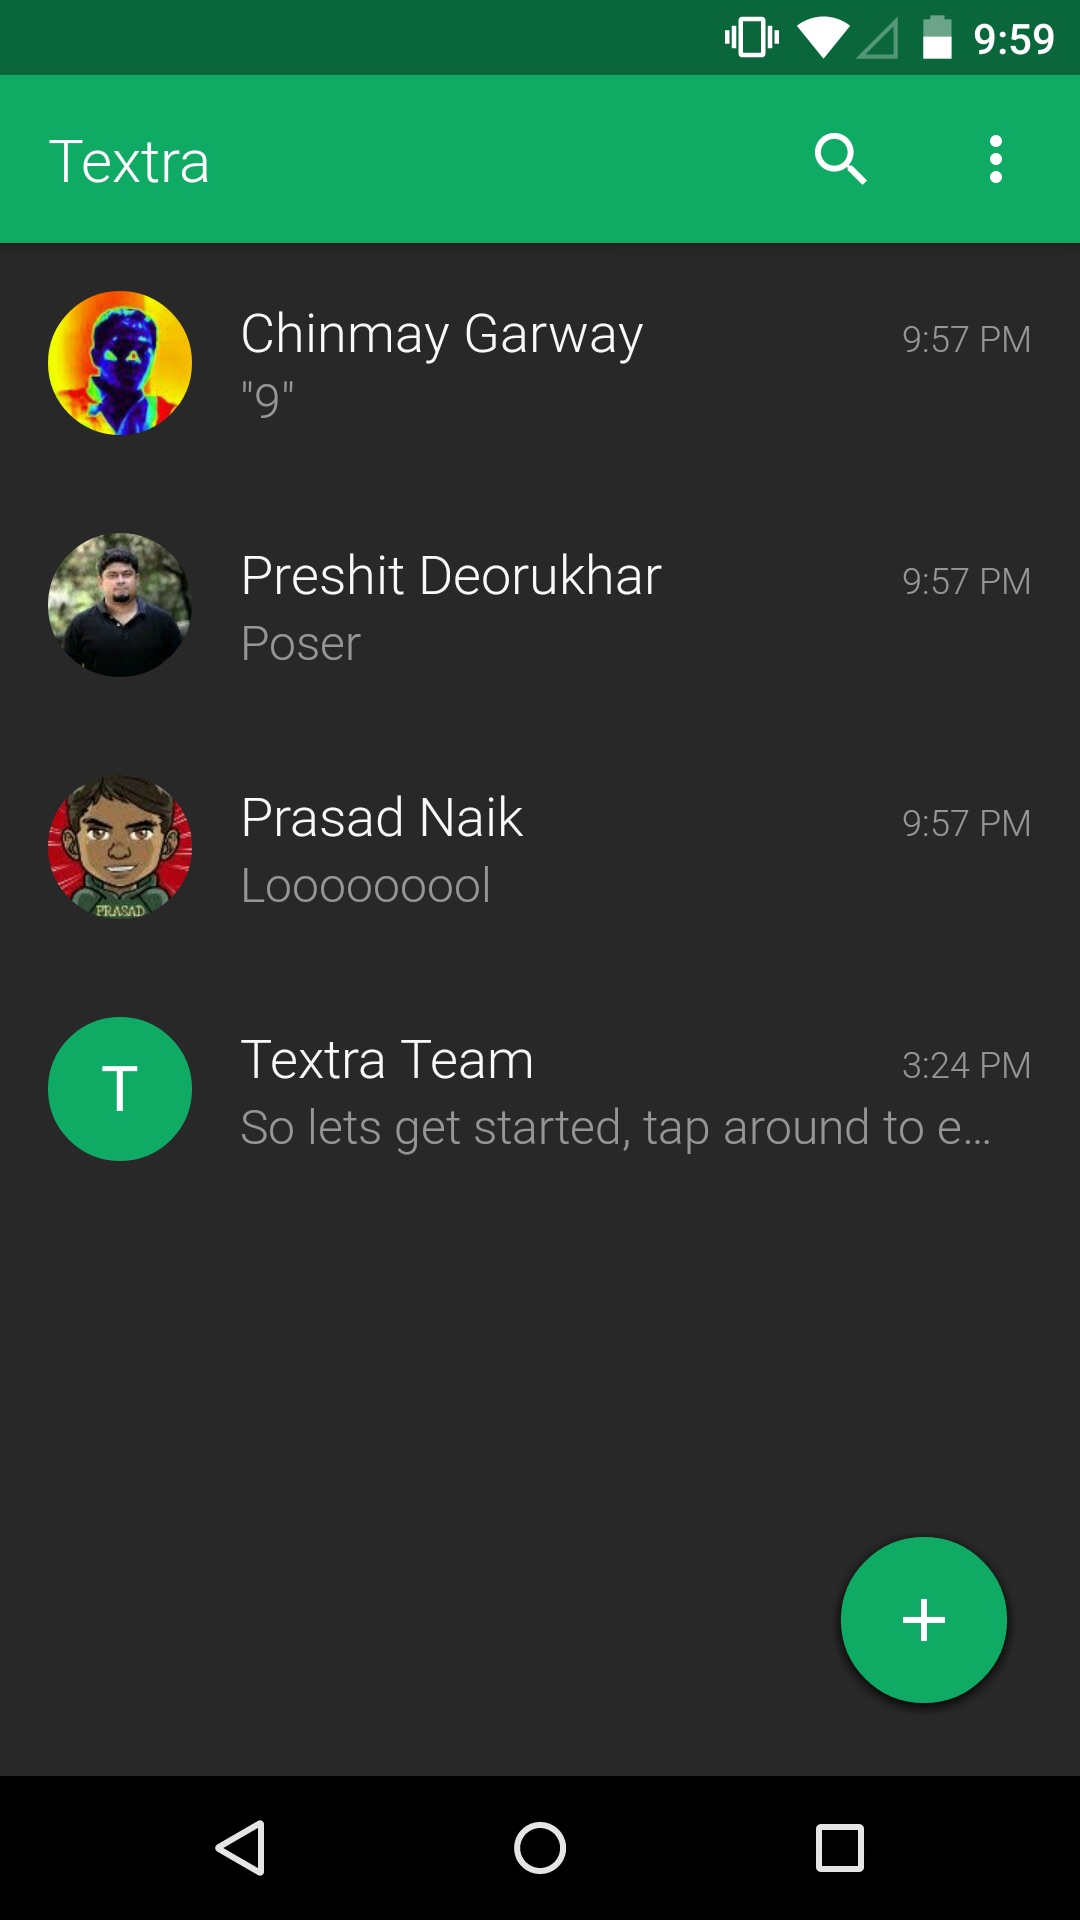 9:59
Textra
Chinmay Garway
9:57 PM
"9"
Preshit Deorukhar
9:57 PM
Poser
Prasad Naik
9:57 PM
Loooooool
PRASAD
T
Textra Team
3:24 PM
So lets get started, tap around to e...